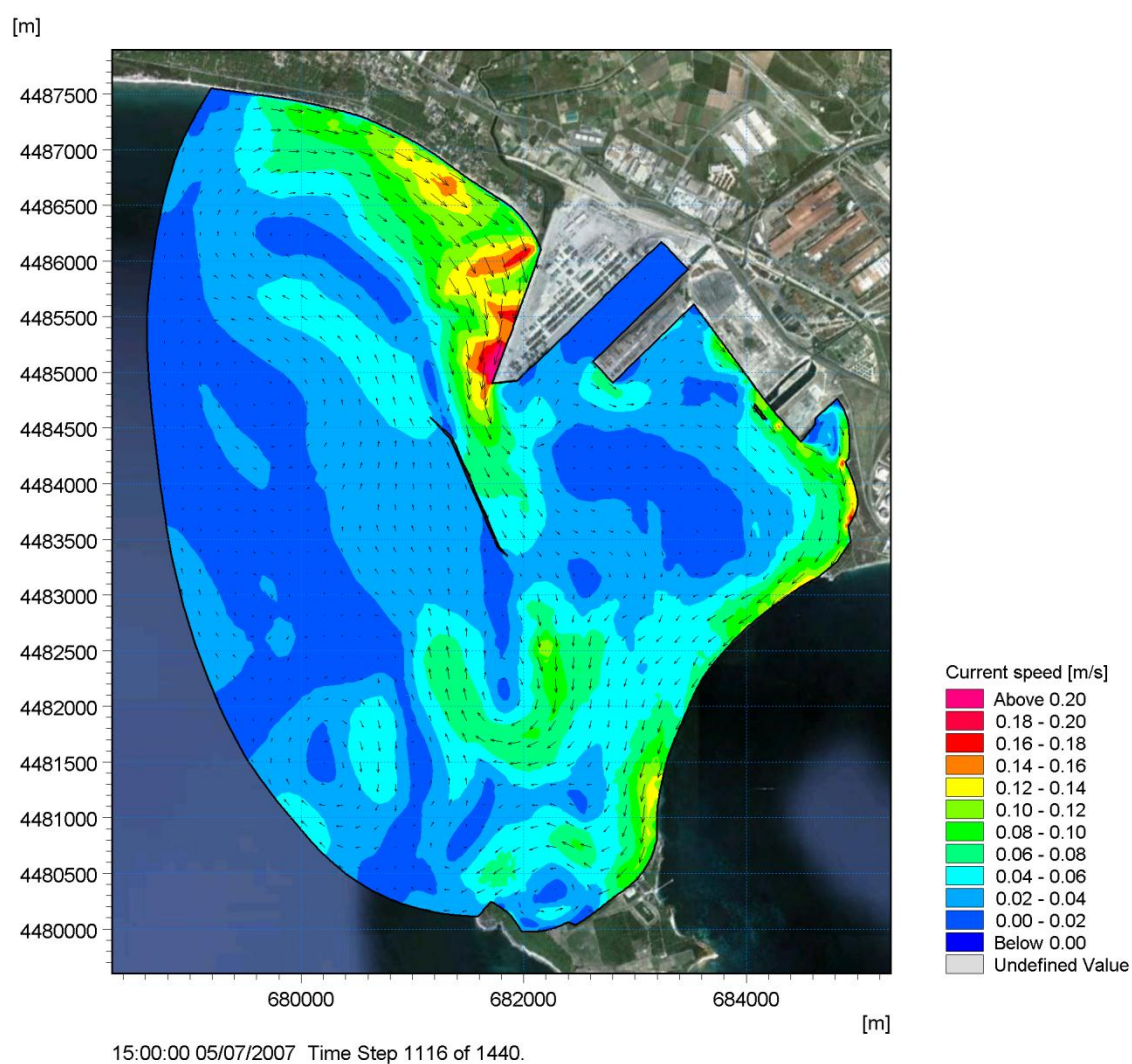 [m]
4487500
4487000
4486500
4486000
4485500
4485000
4484500
4484000
4483500
4483000
4482500
4482000
4481500
4481000
4480500
4480000
680000 682000 684000
[m]
Current speed [m/s]
Above 0.20
0.18 - 0.20
0.16 - 0.18
0.14 - 0.16
0.12 - 0.14
0.10 - 0.12
0.08 - 0.10
0.06 - 0.08
0.04 - 0.06
0.02 - 0.04
0.00 - 0.02
Below 0.00
Undefined Value
15:00:00 05/07/2007 Time Step 1116 of 1440.